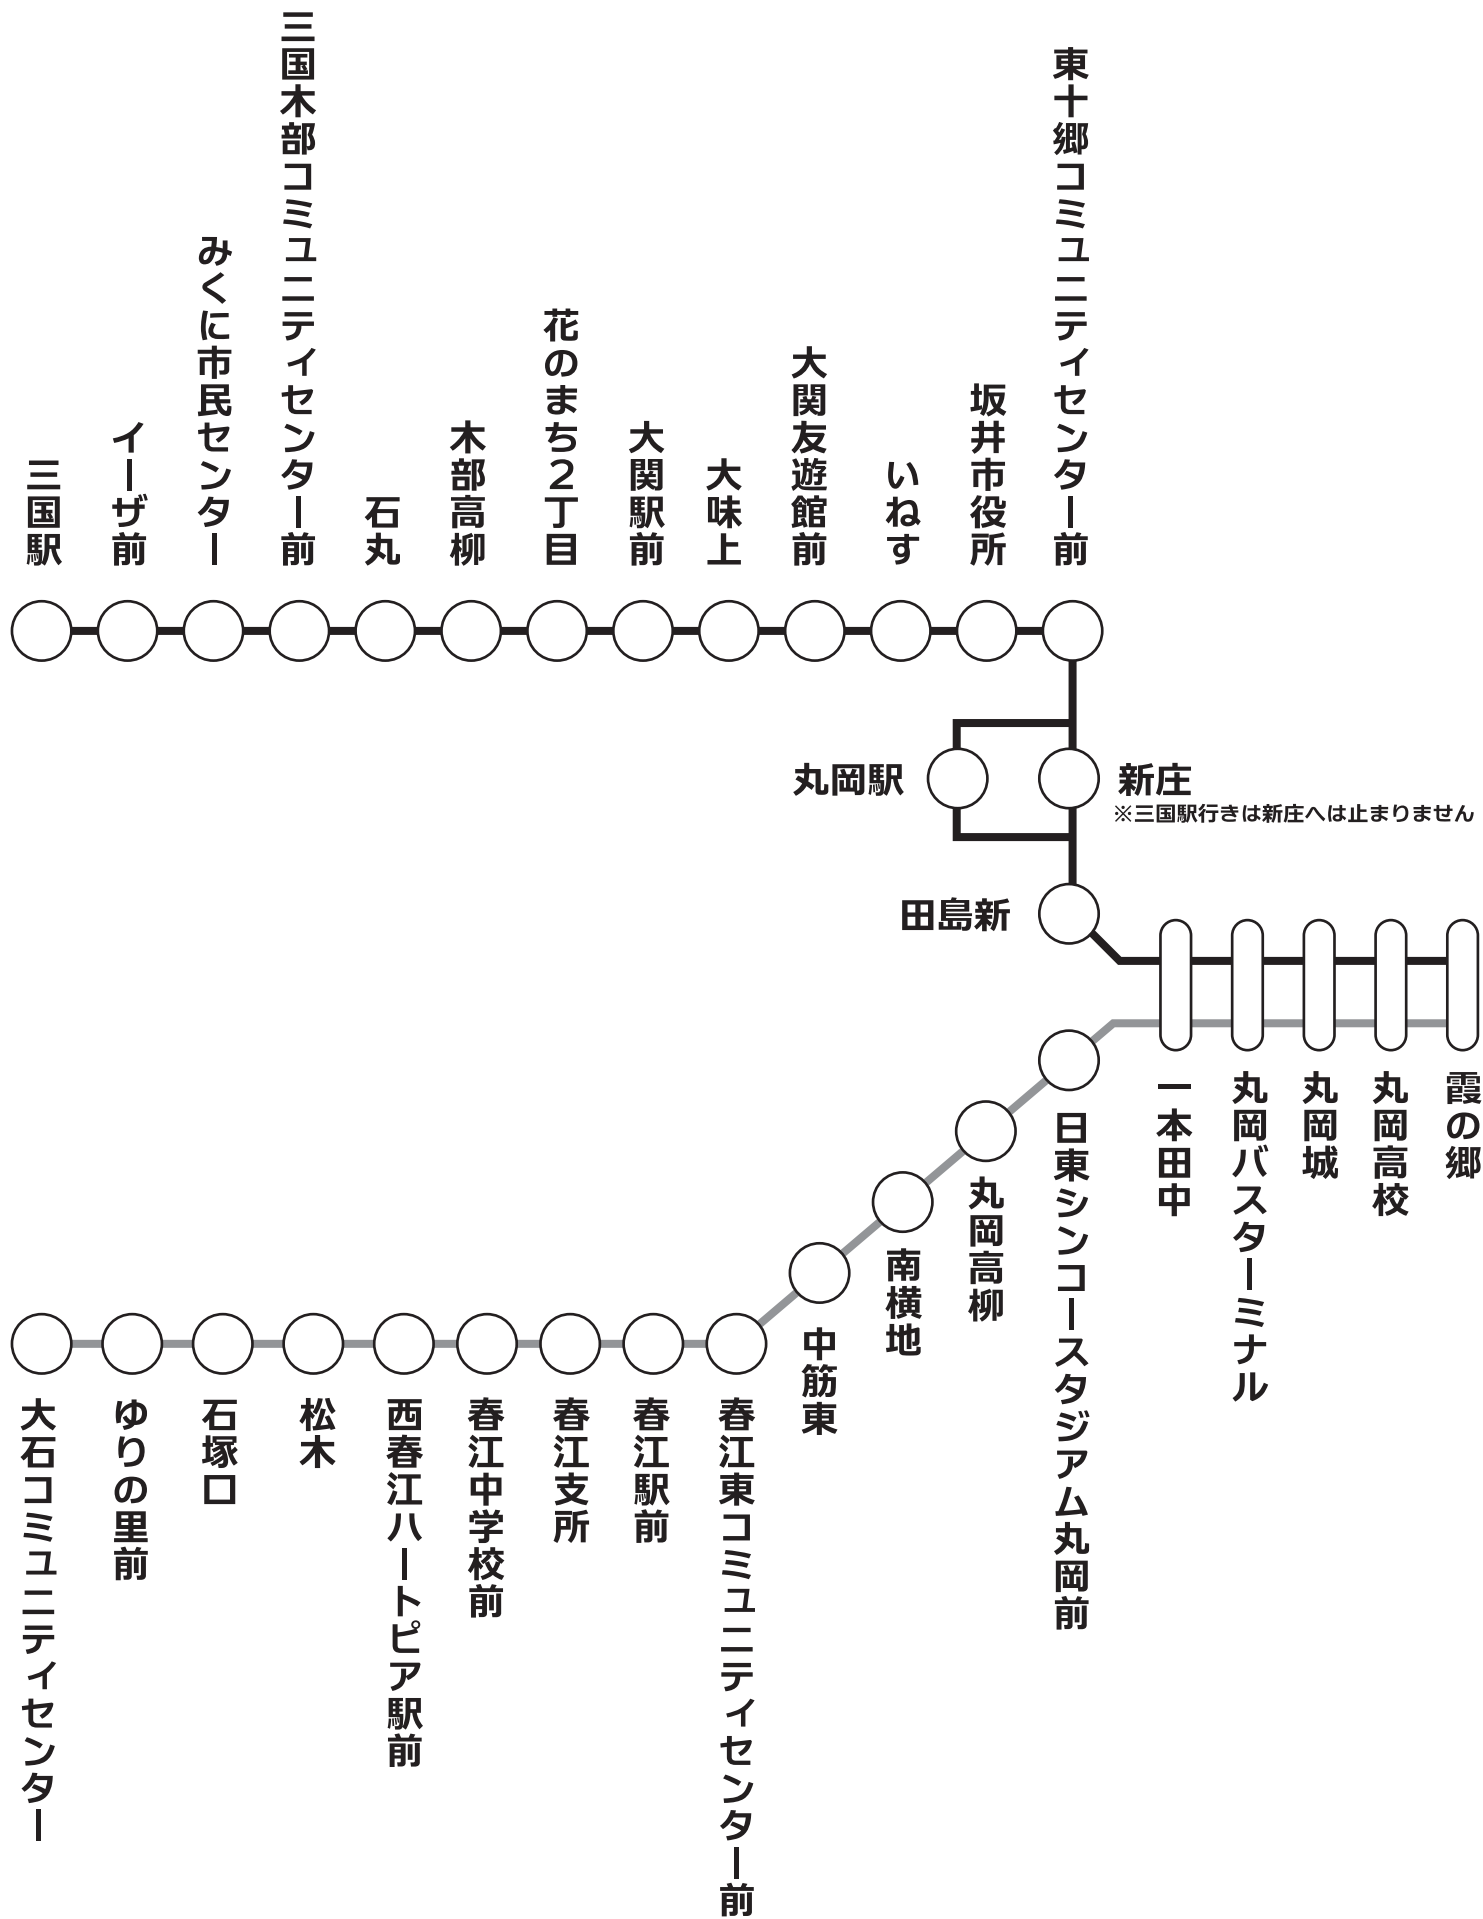 三国駅
イーザ前
みくに市民センター
三国木部コミュニティセンター前
石丸
木部高柳
花のまち2丁目
大関駅前
大味上
大関友遊館前
いねす
坂井市役所
東十郷コミュニティセンター前
丸岡駅
新庄
※三国駅行きは新庄へは止まりません
田島新
一本田中
丸岡バスターミナル
丸岡城
丸岡高校
霞の郷
日東シンコースタジアム丸岡前
丸岡高柳
南横地
中筋東
大石コミュニティセンター
ゆりの里前
石塚口
松木
西春江ハートピア駅前
春江中学校前
春江支所
春江駅前
春江東コミュニティセンター前